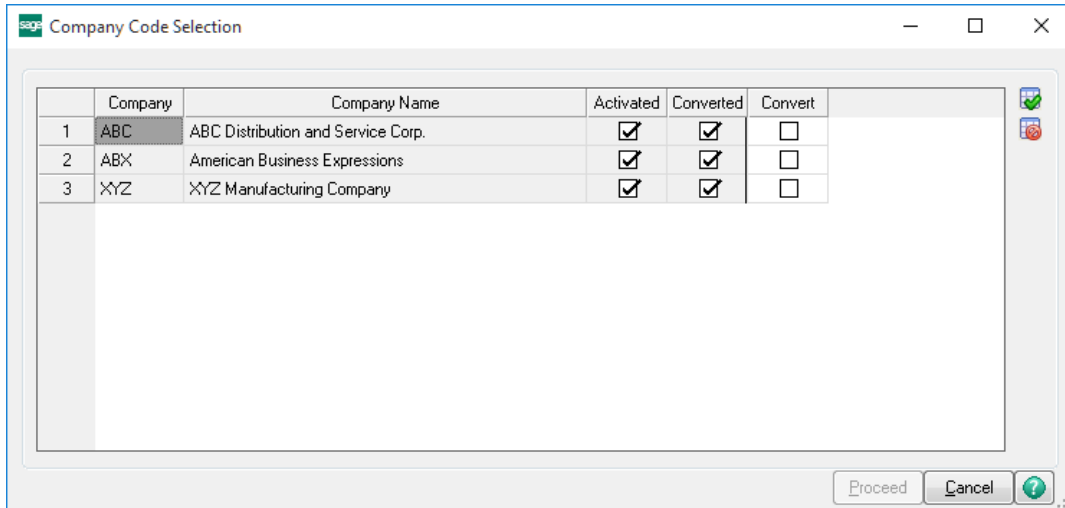 sage Company Code Selection
Company Company Name Activated Converted Convert
1 ABC ABC Distribution and Service Corp.
2 ABX American Business Expressions
3 XYZ XYZ Manufacturing Company
Proceed Cancel ?